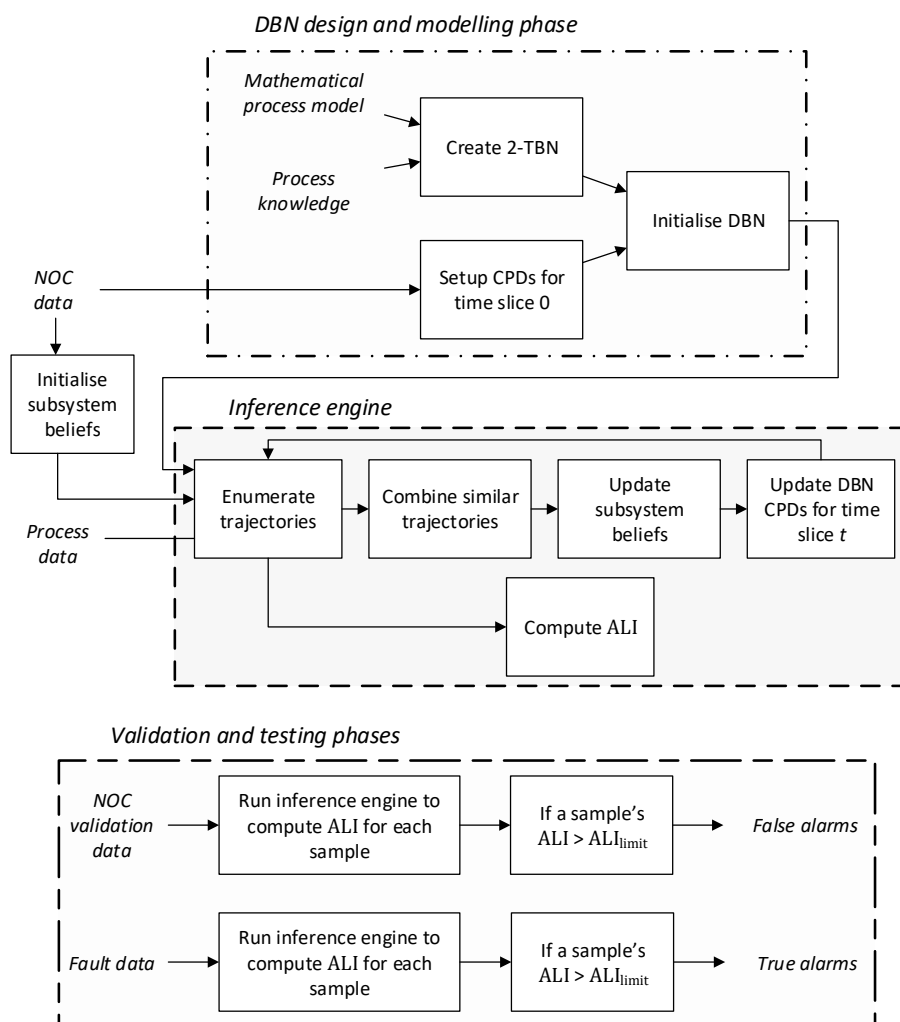 DBN design and modelling phase
Mathematical
process model
Create 2-TBN
Process
knowledge
Initialise DBN
Setup CPDs for
time slice 0
NOC
data
Initialise
subsystem
beliefs
Inference engine
Enumerate
trajectories
Combine similar
trajectories
Update
subsystem
beliefs
Update DBN
CPDs for time
slice t
Process
data
Compute ALI
Validation and testing phases
NOC
validation
data
Run inference engine to
compute ALI for each
sample
If a sample’s
ALI > ALIlimit
False alarms
Fault data
Run inference engine to
compute ALI for each
sample
If a sample’s
ALI > ALIlimit
True alarms